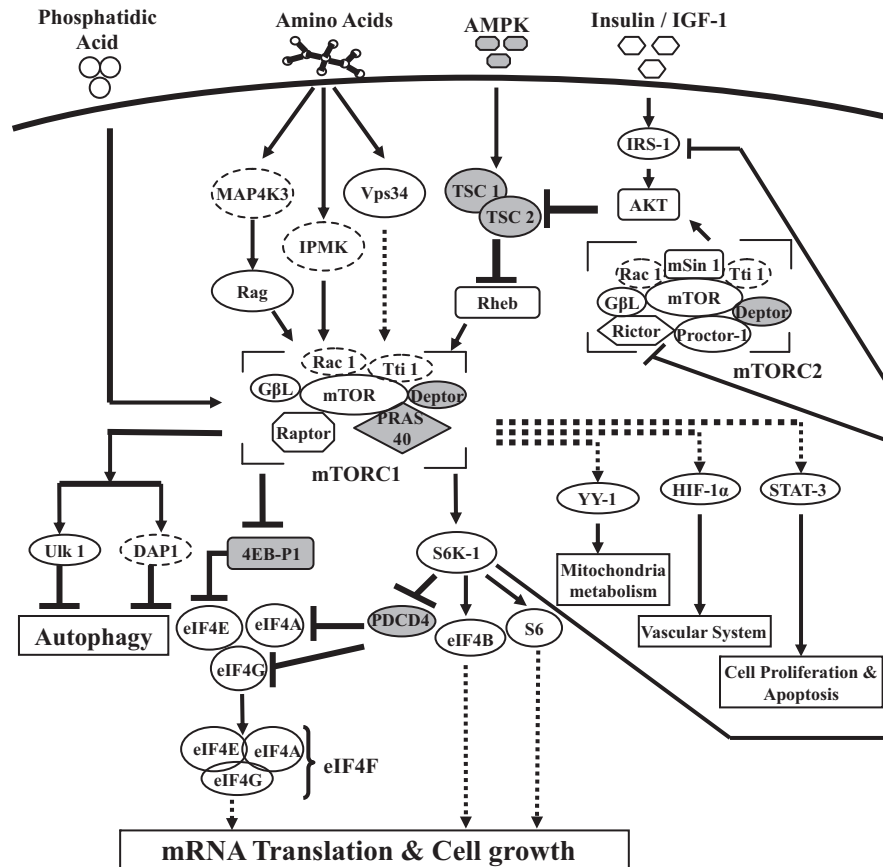 Phosphatidic
Acid
Amino Acids
AMPK
Insulin / IGF-1
IRS-1
MAP4K3
Vps34
TSC 1
TSC 2
AKT
IPMK
Rac 1
mSin 1
Tti 1
Rag
Rheb
GβL
mTOR
Deptor
Rictor
Proctor-1
mTORC2
Rac 1
Tti 1
GβL
mTOR
Deptor
Raptor
PRAS
40
mTORC1
YY-1
HIF-1α
STAT-3
Ulk 1
DAP1
4EB-P1
S6K-1
Mitochondria
metabolism
Autophagy
eIF4E
eIF4A
PDCD4
eIF4B
S6
Vascular System
eIF4G
Cell Proliferation &
Apoptosis
eIF4E
eIF4A
eIF4G
eIF4F
mRNA Translation & Cell growth